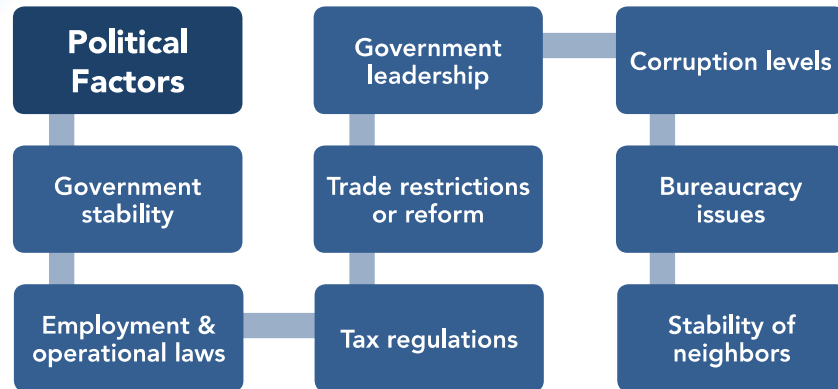 Political
Factors
Government
stability
Employment &
operational laws
Tax regulations
Trade restrictions
or reform
Government
leadership
Corruption levels
Bureaucracy
issues
Stability of
neighbors